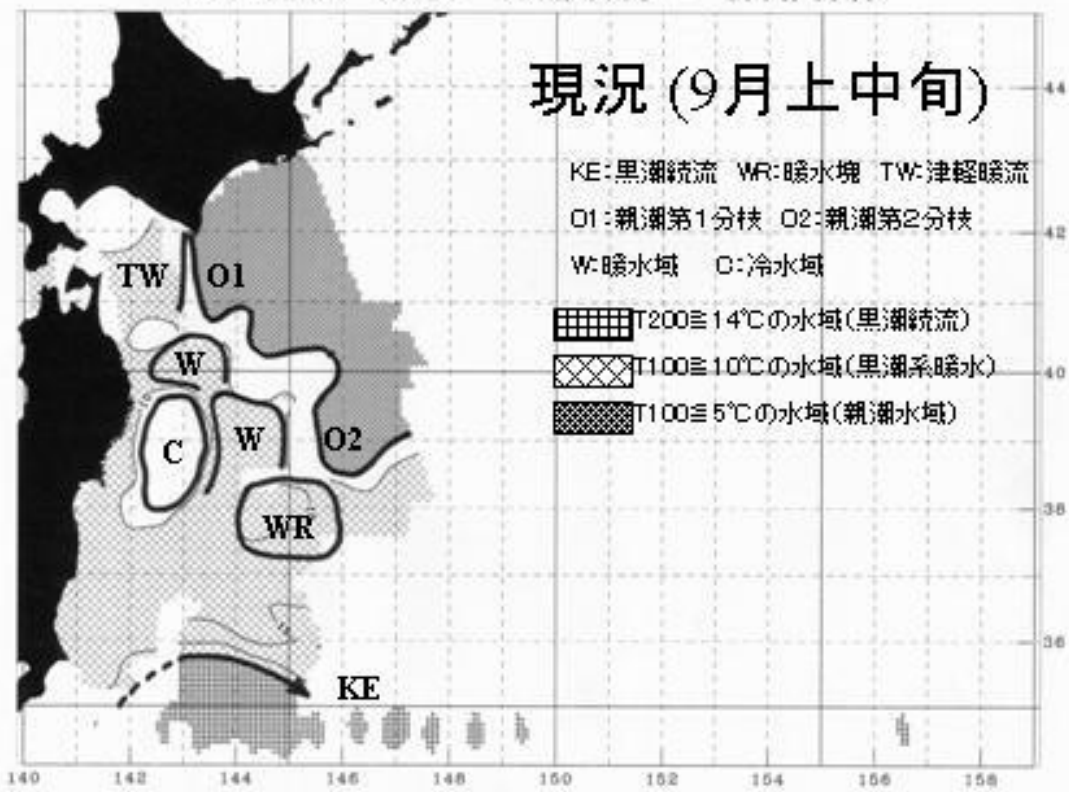 現況 (9月上中旬)
KE:黒潮続流 WR:暖水塊 TW:津軽暖流
O1:親潮第1分枝 O2:親潮第2分枝
W:暖水域 C:冷水域
T200≧14℃の水域(黒潮続流)
T100≧10℃の水域(黒潮系暖水)
T100≦5℃の水域(親潮水域)
44
42
TW O1
W
40
C W O2
38
WR
36
KE
140 142 144 146 148 150 152 154 156 158